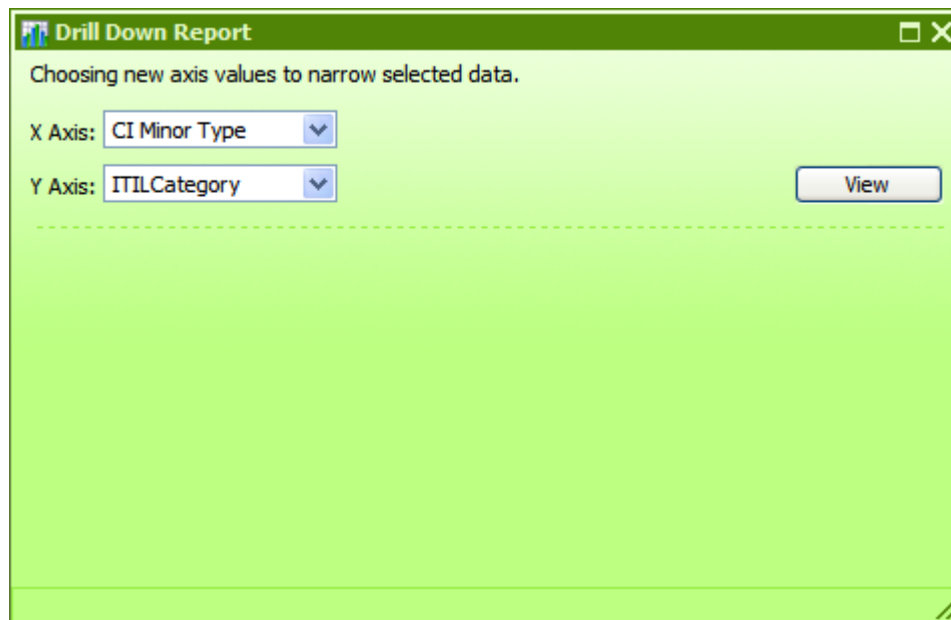 Drill Down Report
Choosing new axis values to narrow selected data.
X Axis: CI Minor Type
Y Axis: ITILCategory View